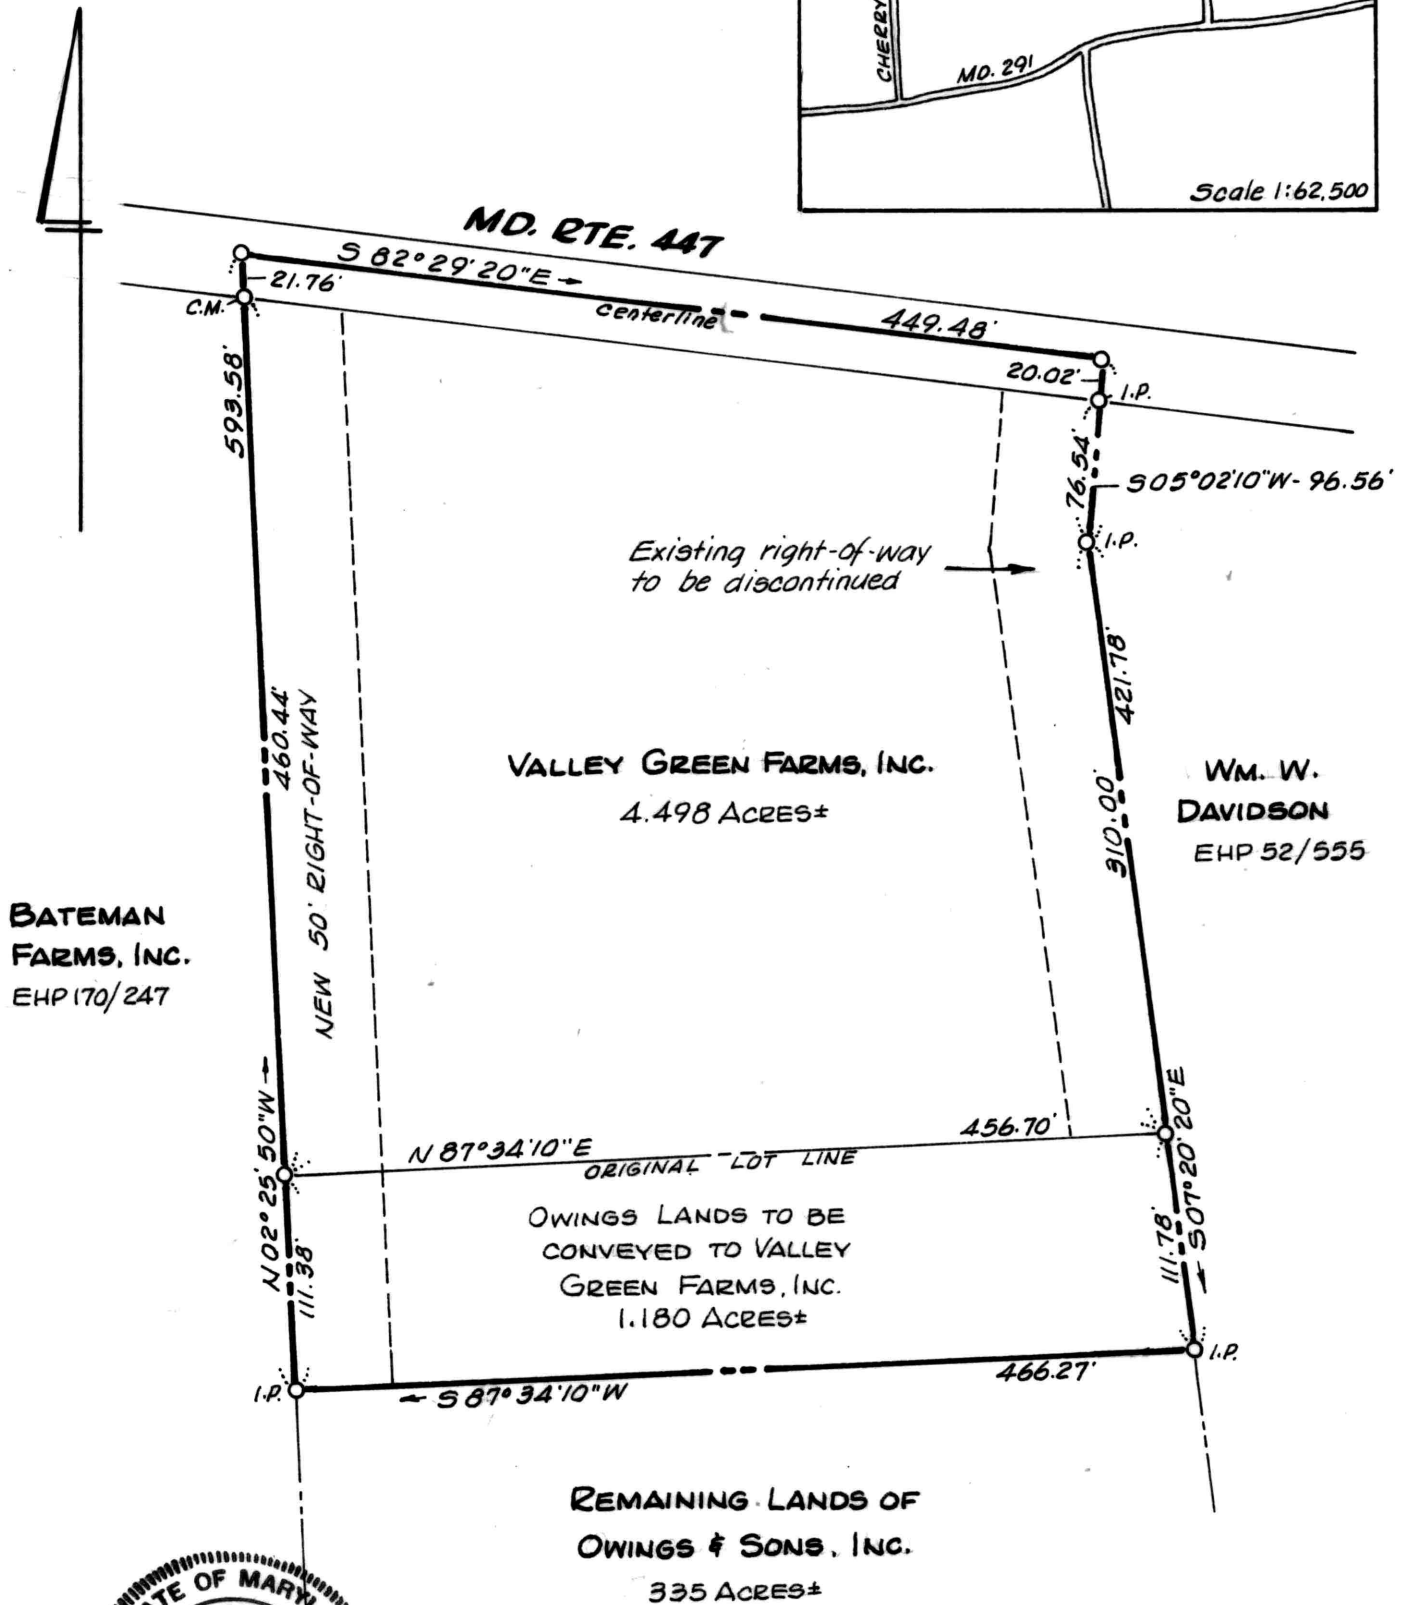 CHERRY
MD. 291
Scale 1:62,500
MD. RTE. 447
S 82°29'20"E
21.76'
C.M.
centerline
449.48'
20.02'
I.P.
593.58'
76.54'
S05°02'10"W- 96.56'
I.P.
Existing right-of-way
to be discontinued
421.78'
460.44'
NEW 50' RIGHT-OF-WAY
VALLEY GREEN FARMS, INC.
4.498 ACRES±
310.00'
WM. W.
DAVIDSON
EHP 52/555
BATEMAN
FARMS, INC.
EHP 170/247
N02°25'50"W
N 87°34'10"E
456.70'
ORIGINAL LOT LINE
S07°20'20"E
111.38'
OWINGS LANDS TO BE
CONVEYED TO VALLEY
GREEN FARMS, INC.
1.180 ACRES±
111.78'
I.P.
I.P.
S 87°34'10"W
466.27'
REMAINING LANDS OF
OWINGS & SONS, INC.
335 ACRES±
OF MARY